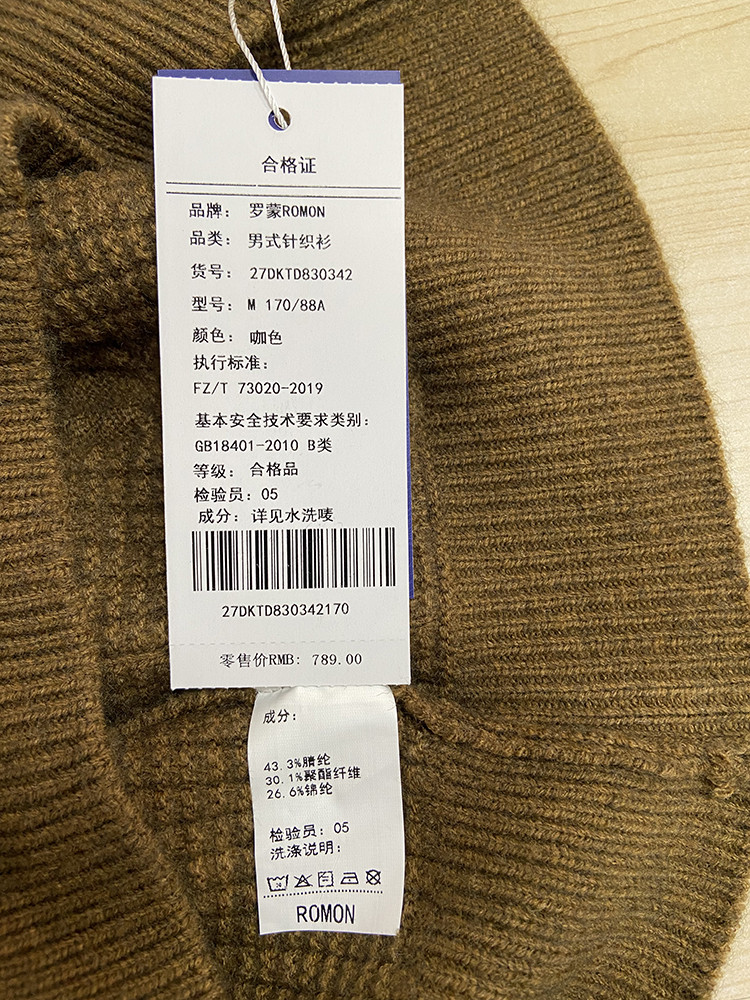 合格证
品牌： 罗蒙ROMON
品类： 男式针织衫
货号： 27DKTD830342
型号： M 170/88A
颜色： 咖色
执行标准：
FZ/T 73020-2019
基本安全技术要求类别：
GB18401-2010 B类
等级： 合格品
检验员：05
成分： 详见水洗唛
27DKTD830342170
零售价RMB: 789.00
成分：
43.3%腈纶
30.1%聚酯纤维
26.6%锦纶
检验员：05
洗涤说明：
ROMON